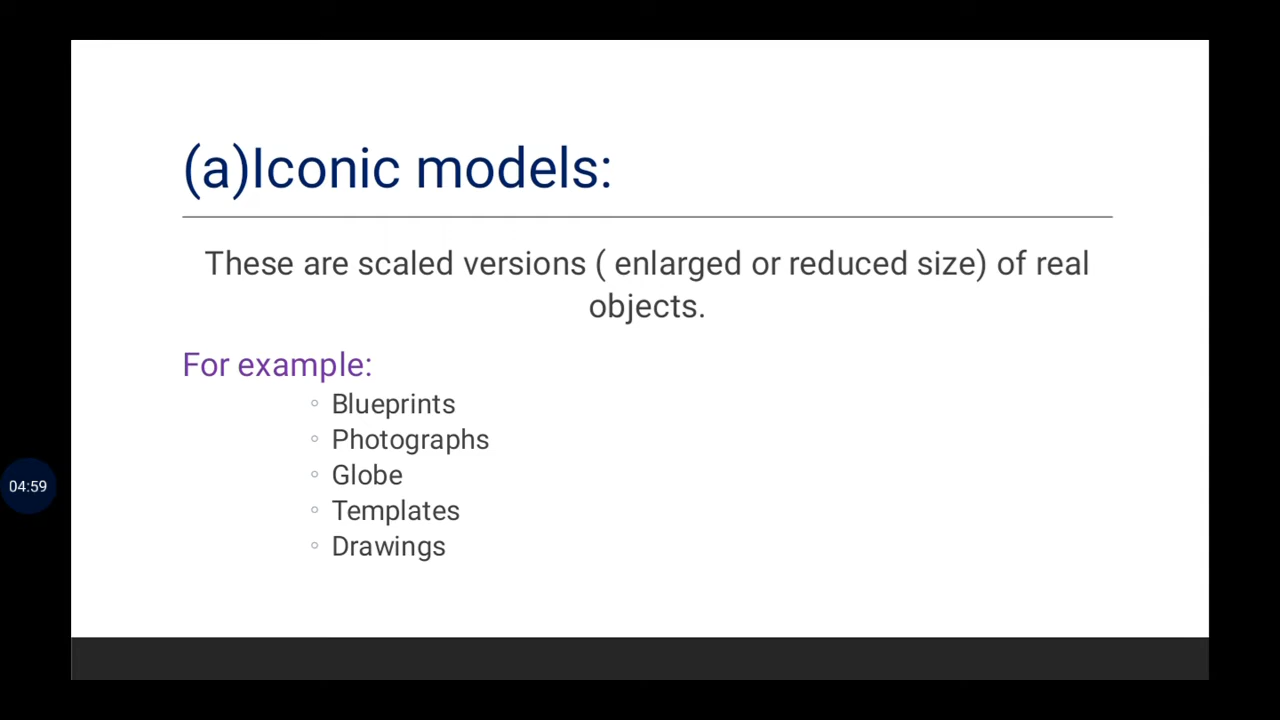 (a)Iconic models:
These are scaled versions ( enlarged or reduced size) of real
objects.
For example:
◦ Blueprints
◦ Photographs
◦ Globe
◦ Templates
◦ Drawings
04:59